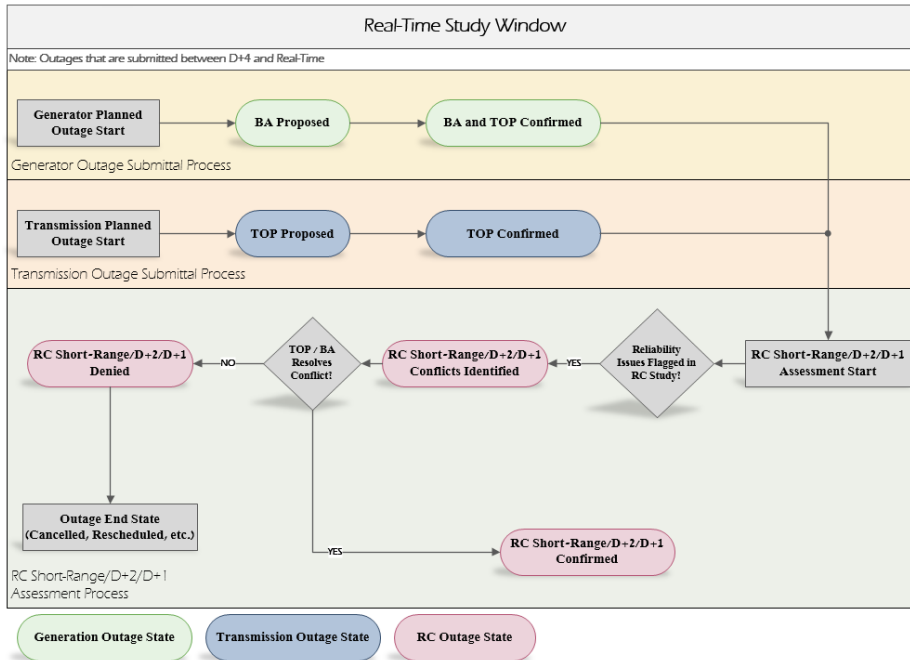 Real-Time Study Window
Note: Outages that are submitted between D+4 and Real-Time
Generator Planned
Outage Start
BA Proposed
BA and TOP Confirmed
Generator Outage Submittal Process
Transmission Planned
Outage Start
TOP Proposed
TOP Confirmed
Transmission Outage Submittal Process
RC Short-Range/D+2/D+1
Denied
NO
TOP / BA
Resolves
Conflict!
RC Short-Range/D+2/D+1
Conflicts Identified
YES
Reliability
Issues Flagged in
RC Study!
RC Short-Range/D+2/D+1
Assessment Start
Outage End State
(Cancelled, Rescheduled, etc.)
YES
RC Short-Range/D+2/D+1
Confirmed
RC Short-Range/D+2/D+1
Assessment Process
Generation Outage State
Transmission Outage State
RC Outage State